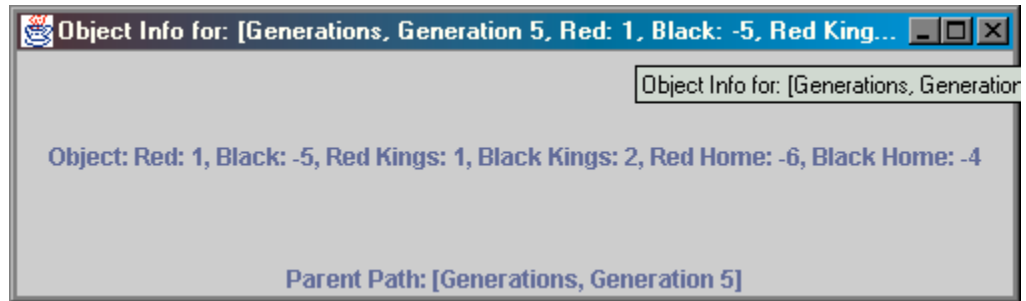 Object Info for: [Generations, Generation 5, Red: 1, Black: -5, Red King...
Object Info for: [Generations, Generation
Object: Red: 1, Black: -5, Red Kings: 1, Black Kings: 2, Red Home: -6, Black Home: -4
Parent Path: [Generations, Generation 5]